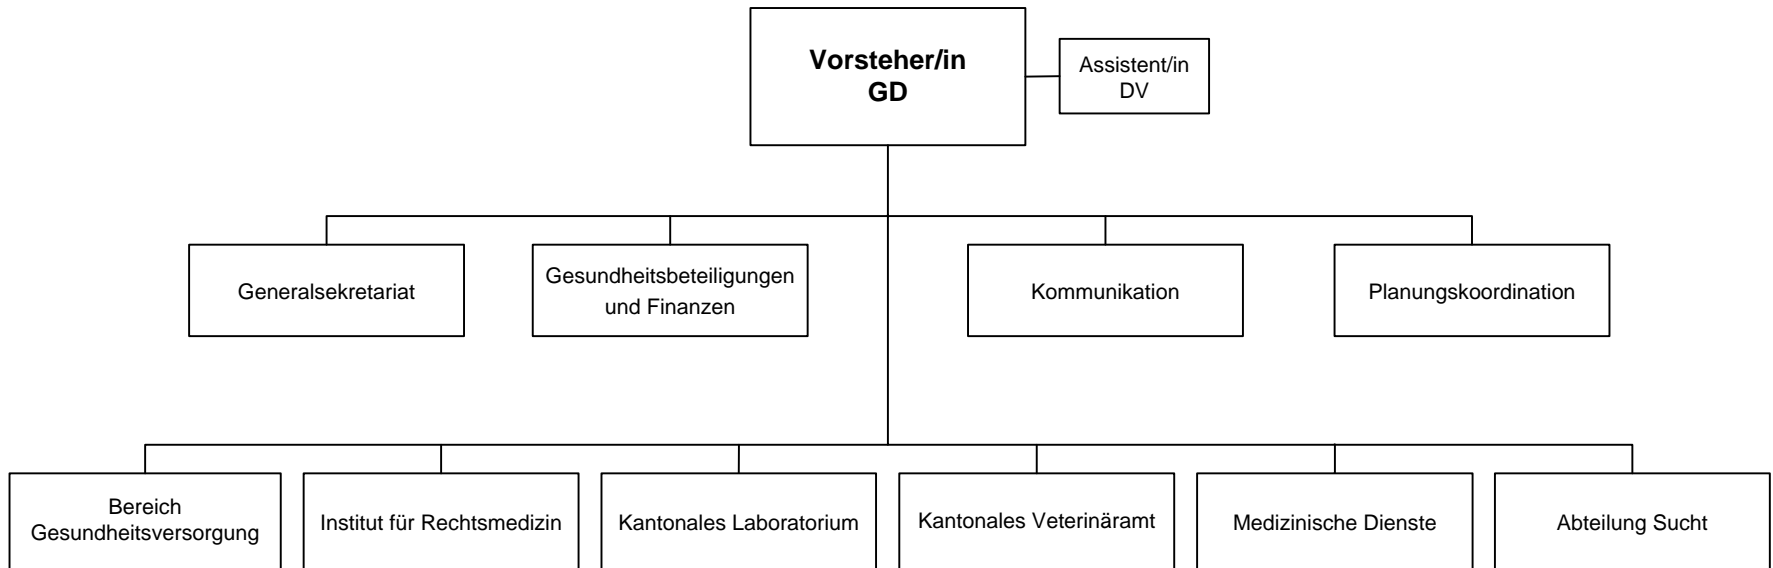 Vorsteher/in
GD
Assistent/in
DV
Generalsekretariat
Gesundheitsbeteiligungen
und Finanzen
Kommunikation
Planungskoordination
Bereich
Gesundheitsversorgung
Institut für Rechtsmedizin
Kantonales Laboratorium
Kantonales Veterinäramt
Medizinische Dienste
Abteilung Sucht